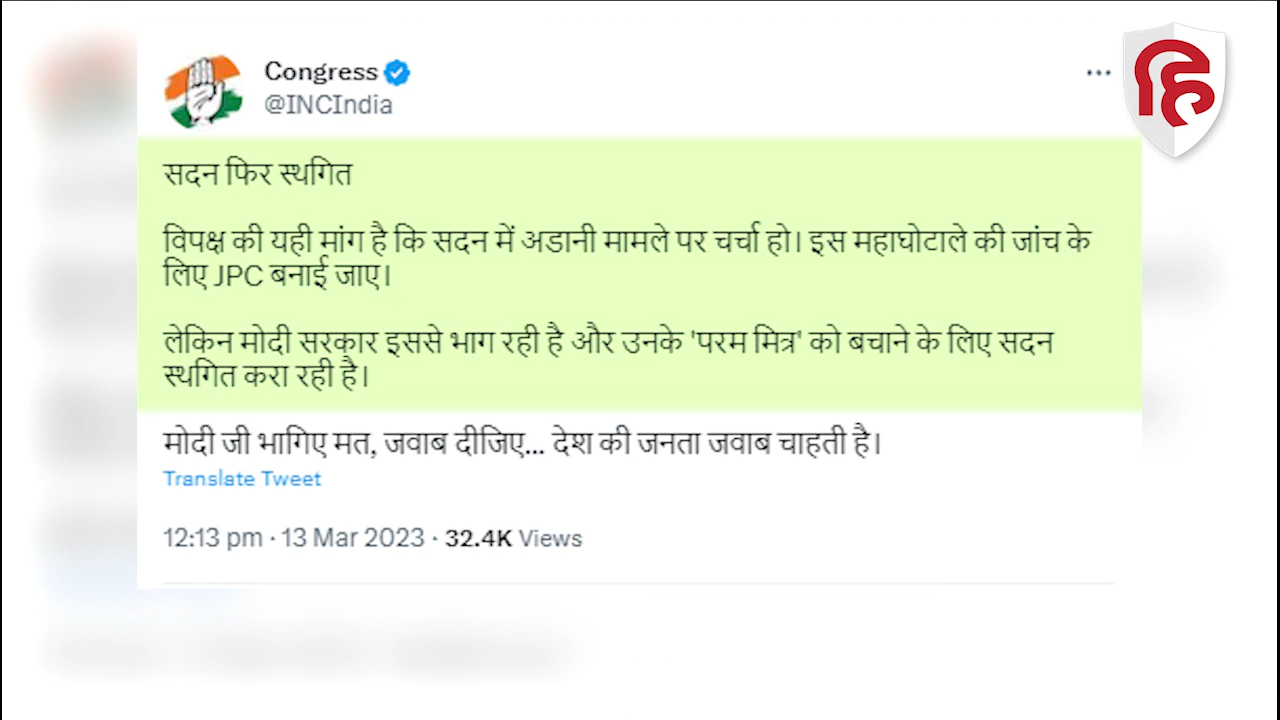 Congress
@INCIndia
सदन फिर स्थगित
विपक्ष की यही मांग है कि सदन में अडानी मामले पर चर्चा हो। इस महाघोटाले की जांच के
लिए JPC बनाई जाए।
लेकिन मोदी सरकार इससे भाग रही है और उनके 'परम मित्र' को बचाने के लिए सदन
स्थगित करा रही है।
मोदी जी भागिए मत, जवाब दीजिए... देश की जनता जवाब चाहती है।
Translate Tweet
12:13 pm · 13 Mar 2023 · 32.4K Views
हि